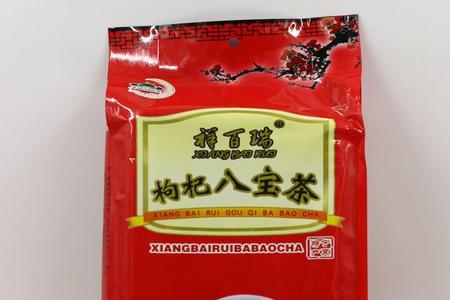 祥百瑞®
XIANG BAI RUI
枸杞八宝茶
XIANG BAI RUI GOU QI BA BAO CHA
XIANGBAIRUIBABAOCHA